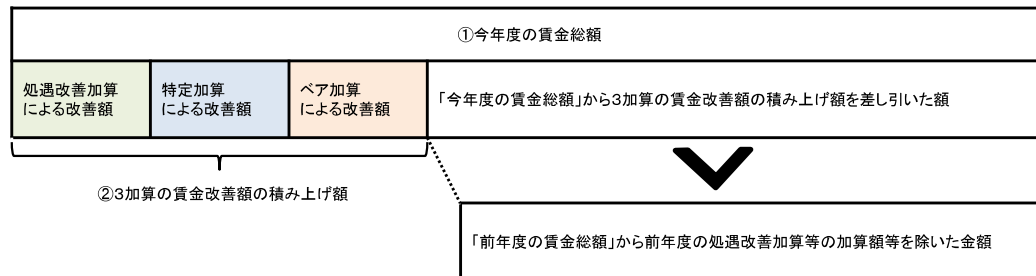 ①今年度の賃金総額
処遇改善加算
による改善額
特定加算
による改善額
ベア加算
による改善額
「今年度の賃金総額」から3加算の賃金改善額の積み上げ額を差し引いた額
②3加算の賃金改善額の積み上げ額
「前年度の賃金総額」から前年度の処遇改善加算等の加算額等を除いた金額